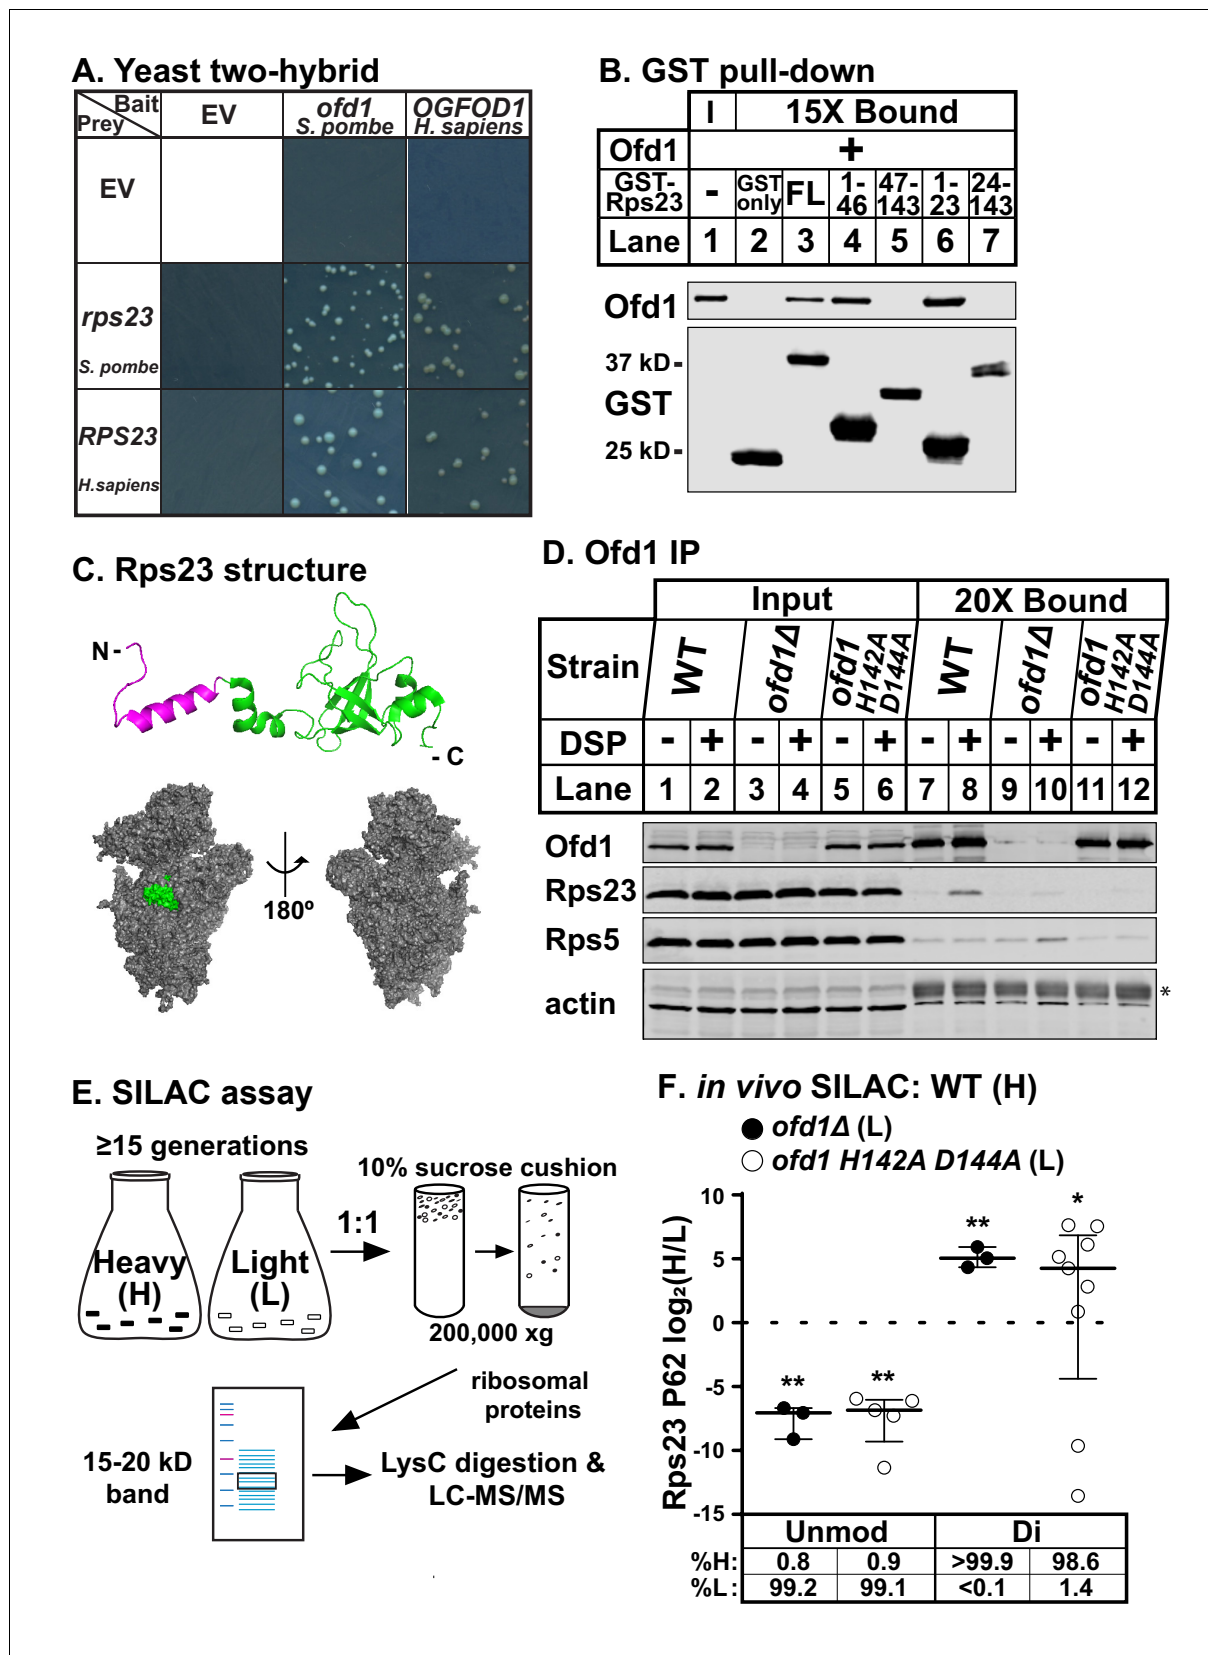 A. Yeast two-hybrid
Bait
Prey
EV
ofd1
S. pombe
OGFOD1
H. sapiens
EV
rps23
S. pombe
RPS23
H.sapiens
B. GST pull-down
I 15X Bound
Ofd1 +
GST-Rps23 - GST only FL 1-46 47-143 1-23 24-143
Lane 1 2 3 4 5 6 7
Ofd1
37 kD-
GST
25 kD-
C. Rps23 structure
N-
- C
180º
D. Ofd1 IP
Input 20X Bound
Strain WT ofd1Δ ofd1 H142A D144A WT ofd1Δ ofd1 H142A D144A
DSP - + - + - + - + - + - +
Lane 1 2 3 4 5 6 7 8 9 10 11 12
Ofd1
Rps23
Rps5
actin
*
E. SILAC assay
≥15 generations
Heavy
(H)
Light
(L)
1:1
10% sucrose cushion
200,000 xg
ribosomal
proteins
15-20 kD
band
LysC digestion &
LC-MS/MS
F. in vivo SILAC: WT (H)
ofd1Δ (L)
ofd1 H142A D144A (L)
Rps23 P62 log₂(H/L)
10
5
0
-5
-10
-15
** ** ** *
Unmod Di
%H: 0.8 0.9 >99.9 98.6
%L: 99.2 99.1 <0.1 1.4